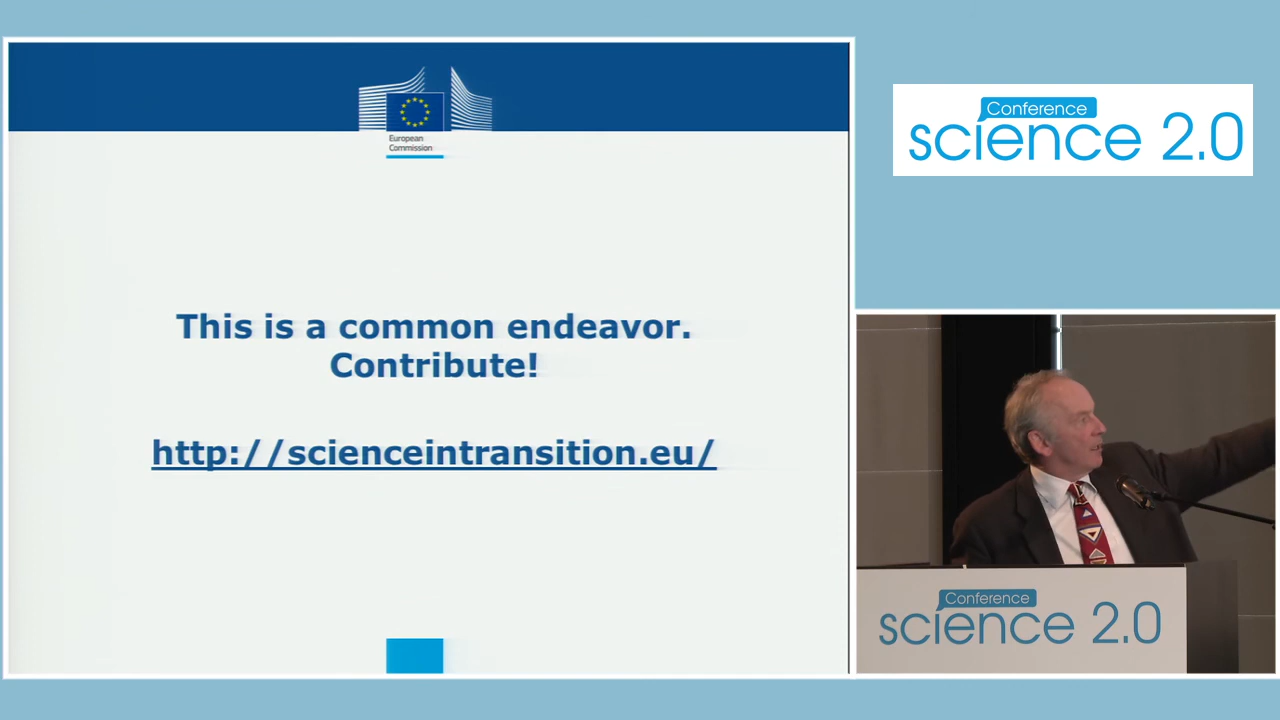 European
Commission
This is a common endeavor.
Contribute!
http://scienceintransition.eu/
Conference
science 2.0
Conference
science 2.0